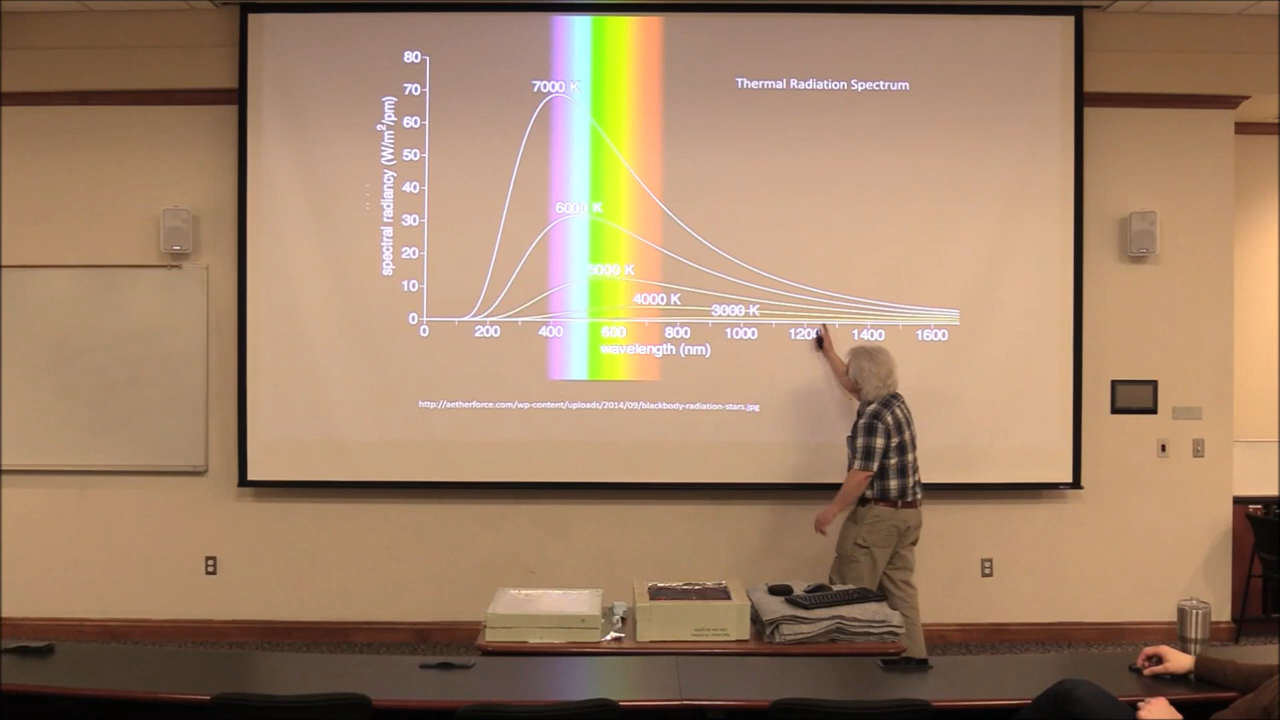 Thermal Radiation Spectrum
80
70
60
50
40
30
20
10
0
spectral radiancy (W/m²/pm)
7000 K
6000 K
5000 K
4000 K
3000 K
0 200 400 600 800 1000 1200 1400 1600
wavelength (nm)
http://aetherforce.com/wp-content/uploads/2014/09/blackbody-radiation-stars.jpg